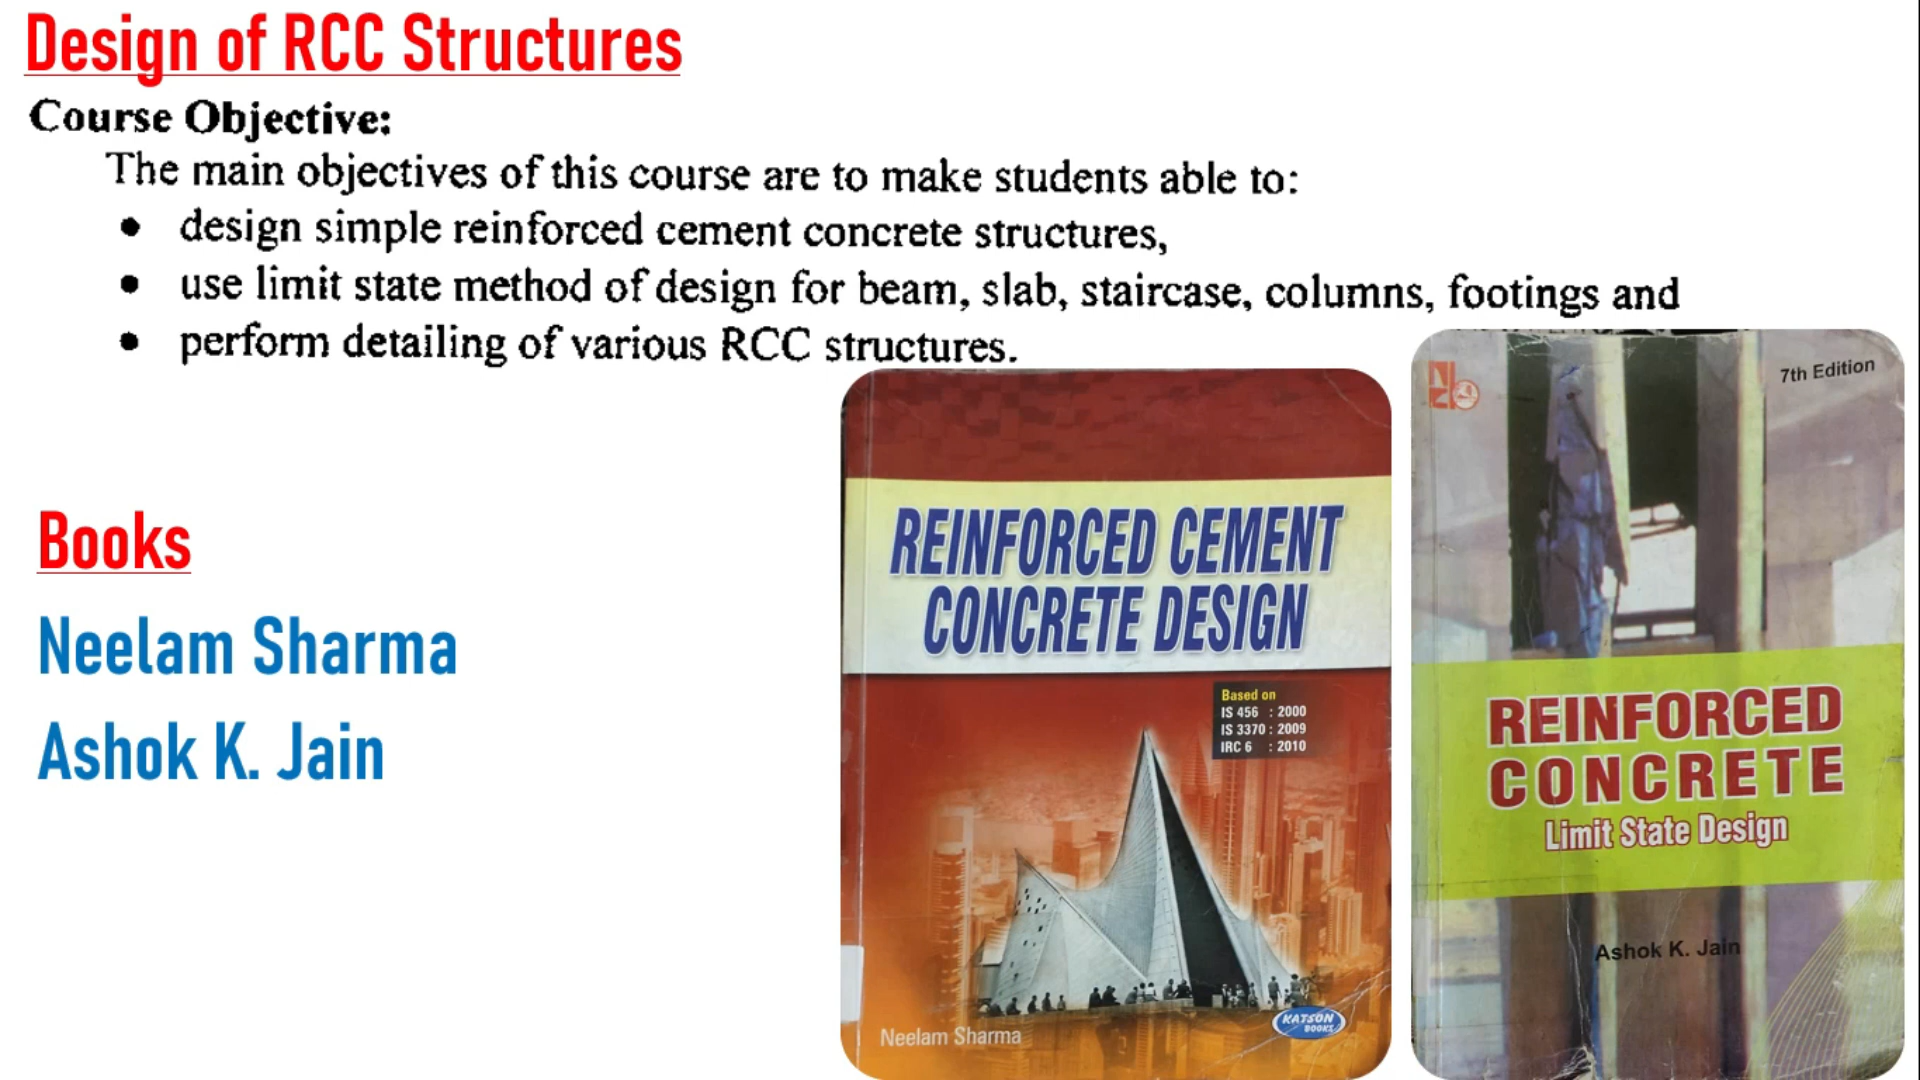 Design of RCC Structures
Course Objective:
The main objectives of this course are to make students able to:
• design simple reinforced cement concrete structures,
• use limit state method of design for beam, slab, staircase, columns, footings and
• perform detailing of various RCC structures.
Books
Neelam Sharma
Ashok K. Jain
REINFORCED CEMENT
CONCRETE DESIGN
Based on
IS 456 : 2000
IS 3370 : 2009
IRC 6 : 2010
Neelam Sharma
KATSON
BOOKS
7th Edition
REINFORCED
CONCRETE
Limit State Design
Ashok K. Jain